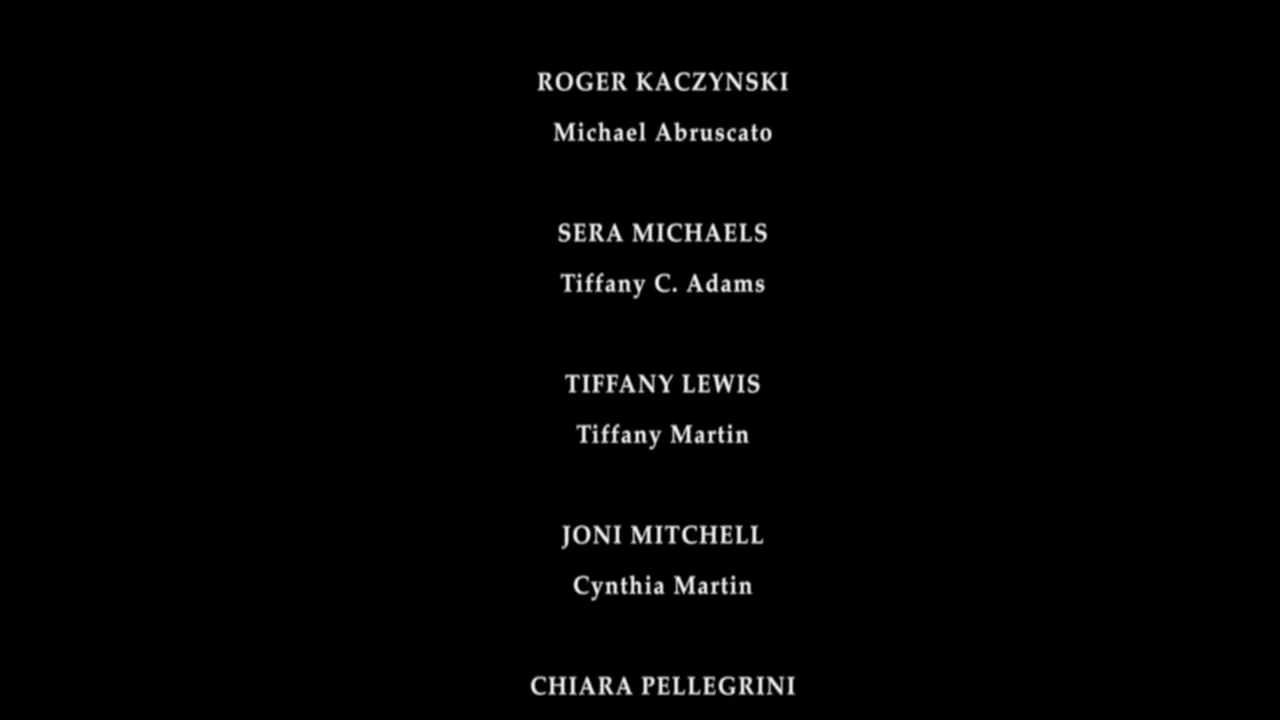 ROGER KACZYNSKI
Michael Abruscato
SERA MICHAELS
Tiffany C. Adams
TIFFANY LEWIS
Tiffany Martin
JONI MITCHELL
Cynthia Martin
CHIARA PELLEGRINI